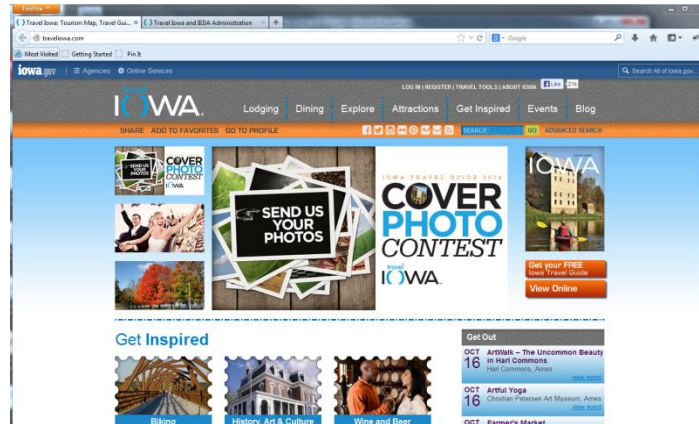 Firefox
Travel Iowa: Tourism Map, Travel Gui... × Travel Iowa and IEDA Administration × +
traveliowa.com
Google
Most Visited Getting Started Pin It
iowa.gov Agencies Online Services Search All of iowa.gov
LOG IN | REGISTER | TRAVEL TOOLS | ABOUT IOWA Like
travel
IOWA.
Lodging Dining Explore Attractions Get Inspired Events Blog
SHARE ADD TO FAVORITES GO TO PROFILE SEARCH GO ADVANCED SEARCH
SEND US
YOUR
PHOTOS
COVER
PHOTO
CONTEST
IOWA
SEND US
YOUR
PHOTOS
IOWA TRAVEL GUIDE 2014
COVER
PHOTO
CONTEST
travel
IOWA.
IOWA
Get your FREE
Iowa Travel Guide
View Online
Get Inspired
Biking
History, Art & Culture
Wine and Beer
Get Out
OCT 16 ArtWalk – The Uncommon Beauty
in Harl Commons
Harl Commons, Ames
view event
OCT 16 Artful Yoga
Christian Petersen Art Museum, Ames
view event
OCT Farmer's Market